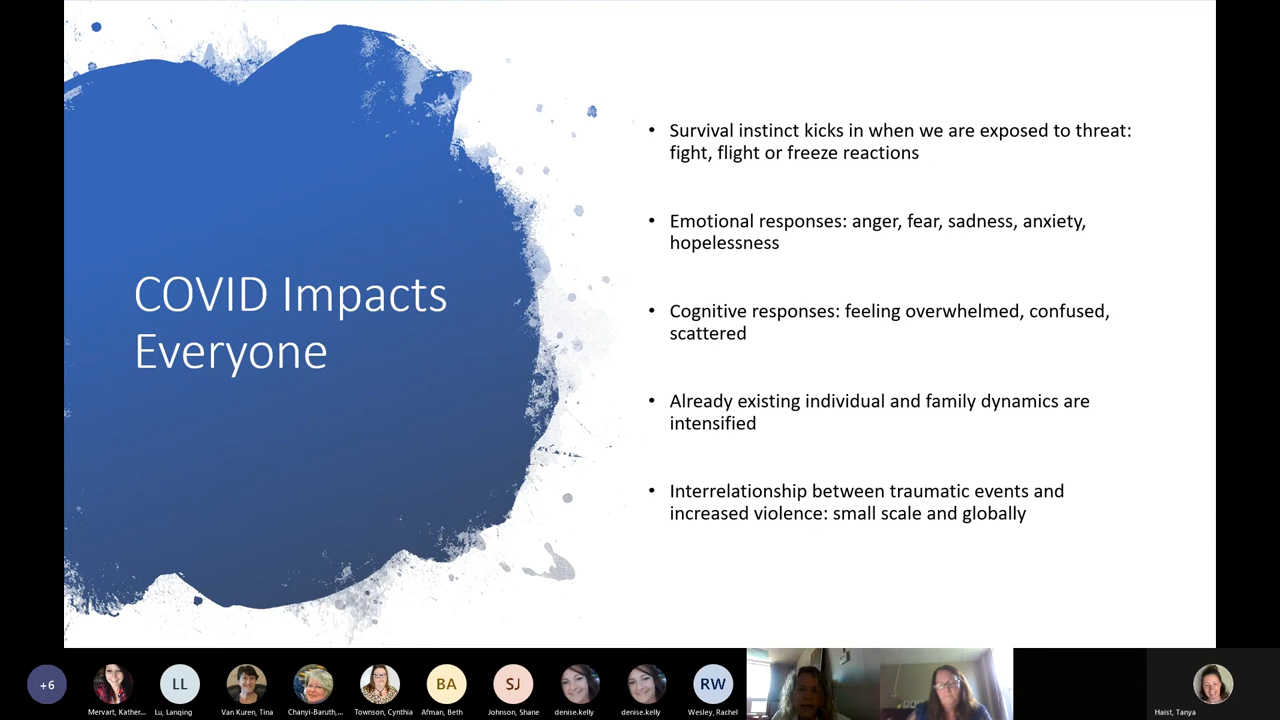 COVID Impacts
Everyone
• Survival instinct kicks in when we are exposed to threat:
fight, flight or freeze reactions
• Emotional responses: anger, fear, sadness, anxiety,
hopelessness
• Cognitive responses: feeling overwhelmed, confused,
scattered
• Already existing individual and family dynamics are
intensified
• Interrelationship between traumatic events and
increased violence: small scale and globally
+6
LL
BA
SJ
RW
Mervart, Kather...
Lu, Lanqing
Van Kuren, Tina
Chanyi-Baruth,...
Townson, Cynthia
Afman, Beth
Johnson, Shane
denise.kelly
denise.kelly
Wesley, Rachel
Haist, Tanya